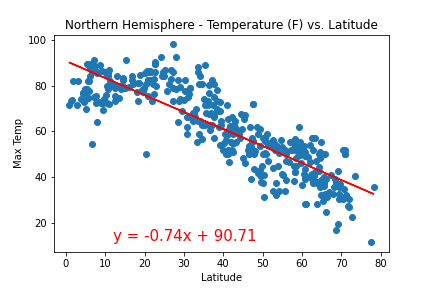 Northern Hemisphere - Temperature (F) vs. Latitude
100
80
60
40
20
Max Temp
y = -0.74x + 90.71
0 10 20 30 40 50 60 70 80
Latitude